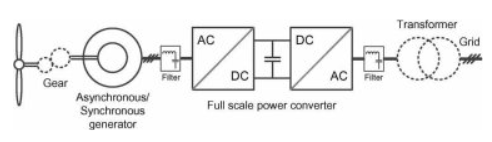 Transformer
Grid
AC
DC
DC
AC
Gear
Filter
Filter
Asynchronous/
Synchronous
generator
Full scale power converter